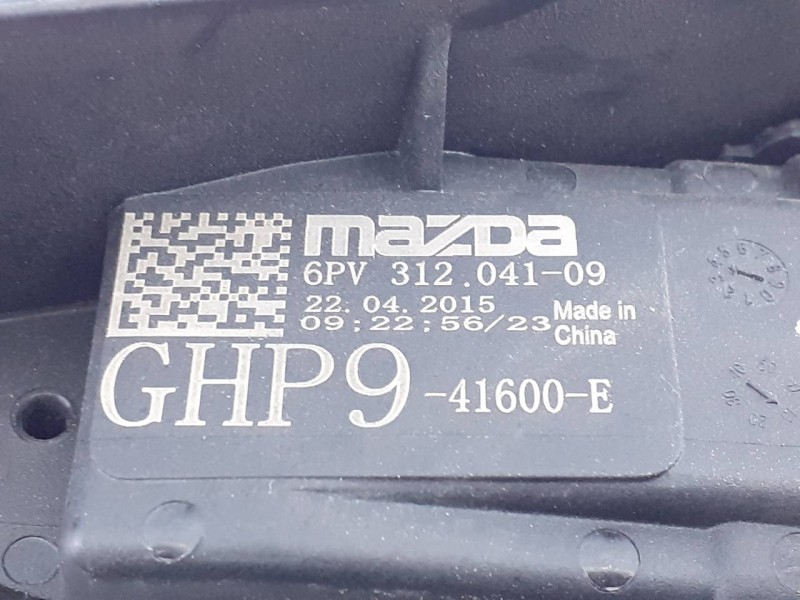 mazDa
6PV 312.041-09
22.04.2015
09:22:56/23
Made in
China
GHP9 -41600-E